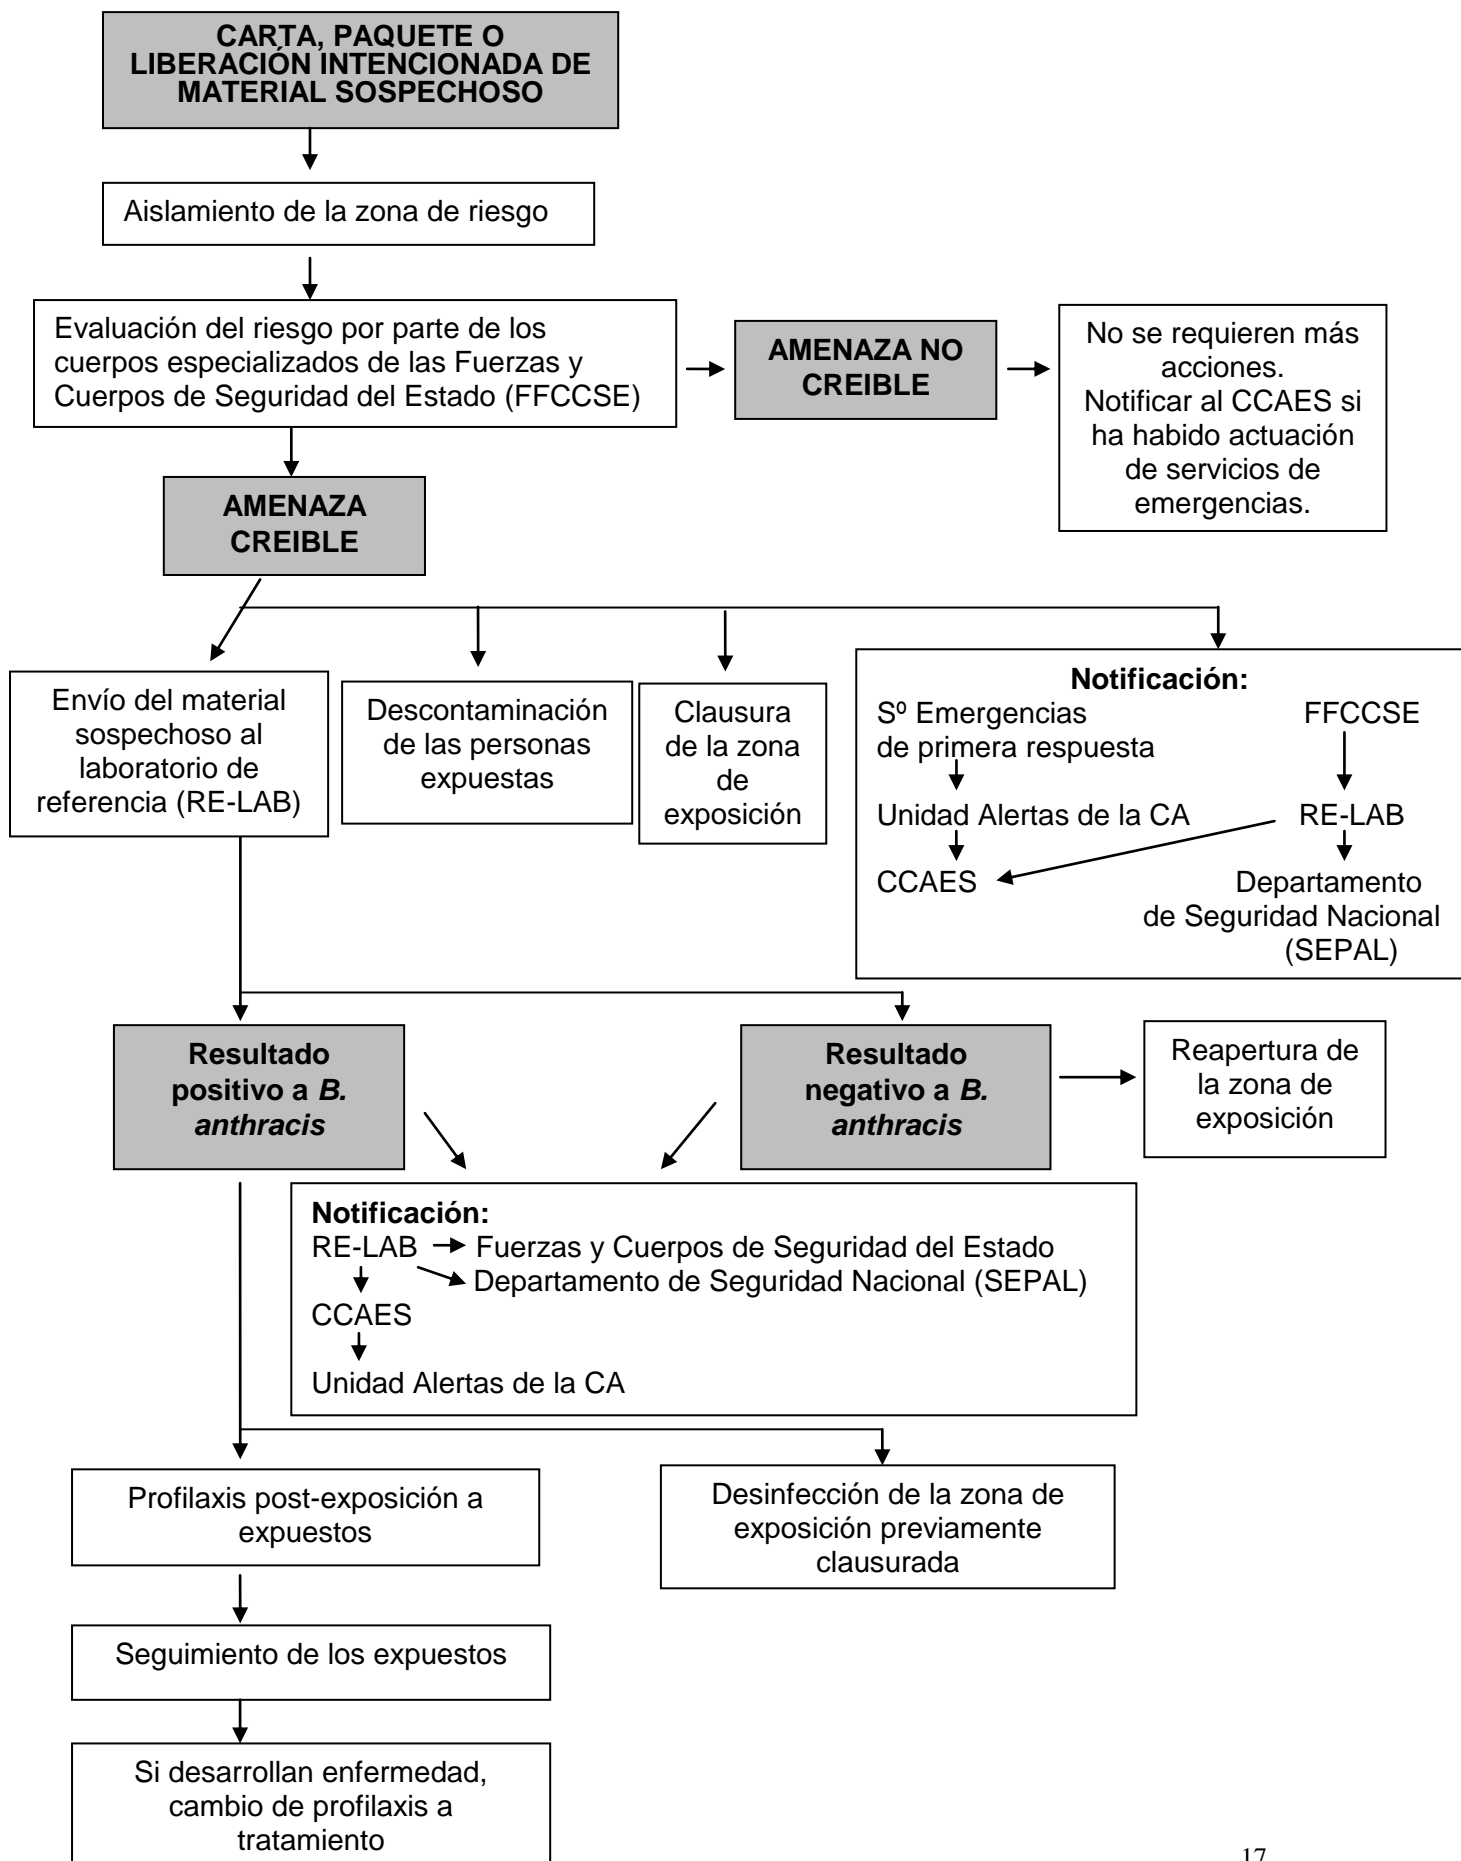 CARTA, PAQUETE O
LIBERACIÓN INTENCIONADA DE
MATERIAL SOSPECHOSO
Aislamiento de la zona de riesgo
Evaluación del riesgo por parte de los
cuerpos especializados de las Fuerzas y
Cuerpos de Seguridad del Estado (FFCCSE)
AMENAZA NO
CREIBLE
No se requieren más
acciones.
Notificar al CCAES si
ha habido actuación
de servicios de
emergencias.
AMENAZA
CREIBLE
Envío del material
sospechoso al
laboratorio de
referencia (RE-LAB)
Descontaminación
de las personas
expuestas
Clausura
de la zona
de
exposición
Notificación:
Sº Emergencias
de primera respuesta
Unidad Alertas de la CA
CCAES
FFCCSE
RE-LAB
Departamento
de Seguridad Nacional
(SEPAL)
Resultado
positivo a B.
anthracis
Resultado
negativo a B.
anthracis
Reapertura de
la zona de
exposición
Notificación:
RE-LAB Fuerzas y Cuerpos de Seguridad del Estado
Departamento de Seguridad Nacional (SEPAL)
CCAES
Unidad Alertas de la CA
Profilaxis post-exposición a
expuestos
Desinfección de la zona de
exposición previamente
clausurada
Seguimiento de los expuestos
Si desarrollan enfermedad,
cambio de profilaxis a
tratamiento
17